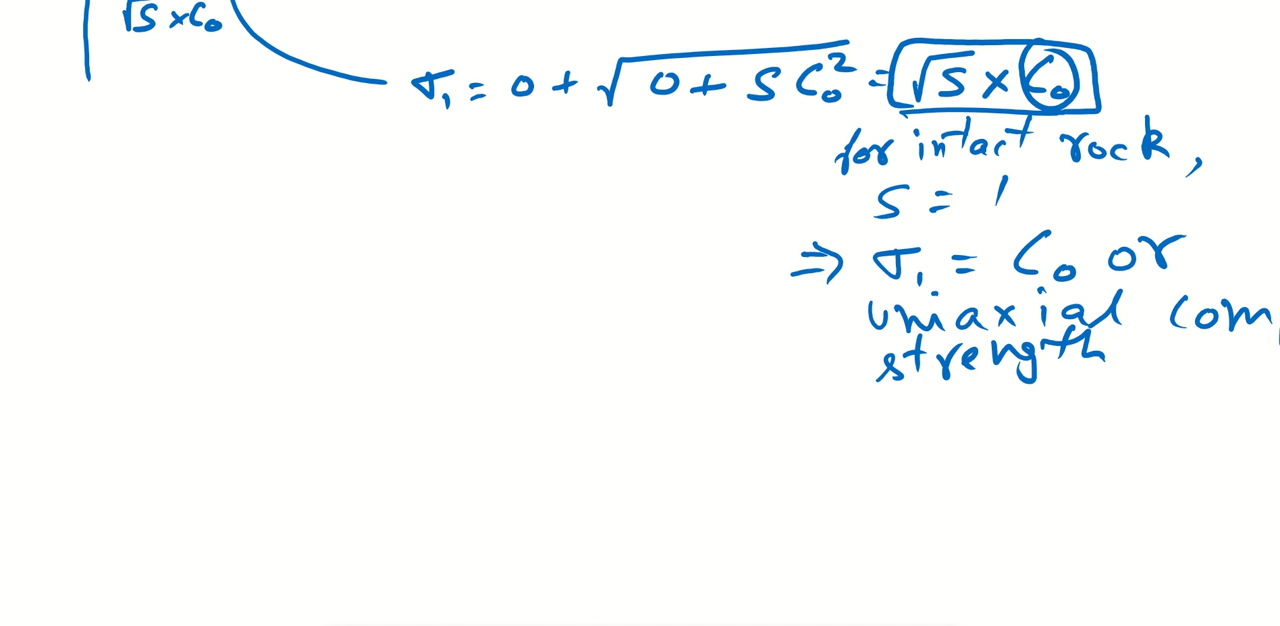 √S × C₀
σ₁ = 0 + √(0 + S C₀²) = √S × C₀
for intact rock,
S = 1
⇒ σ₁ = C₀ or
uniaxial com
strength